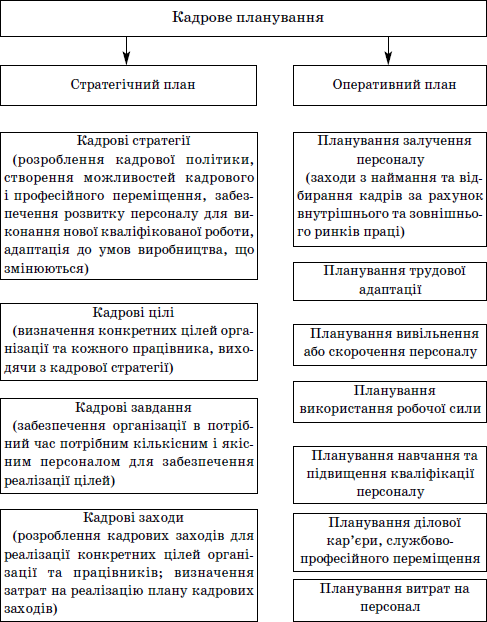 Кадрове планування
Стратегічний план
Оперативний план
Кадрові стратегії
(розроблення кадрової політики,
створення можливостей кадрового
і професійного переміщення, забез-
печення розвитку персоналу для ви-
конання нової кваліфікованої роботи,
адаптація до умов виробництва, що
змінюються)
Кадрові цілі
(визначення конкретних цілей орга-
нізації та кожного працівника, вихо-
дячи з кадрової стратегії)
Кадрові завдання
(забезпечення організації в потріб-
ний час потрібним кількісним і якіс-
ним персоналом для забезпечення
реалізації цілей)
Кадрові заходи
(розроблення кадрових заходів для
реалізації конкретних цілей органі-
зації та працівників; визначення
затрат на реалізацію плану кадрових
заходів)
Планування залучення
персоналу
(заходи з наймання та від-
бирання кадрів за рахунок
внутрішнього та зовнішньо-
го ринків праці)
Планування трудової
адаптації
Планування вивільнення
або скорочення персоналу
Планування
використання робочої сили
Планування навчання та
підвищення кваліфікації
персоналу
Планування ділової
кар’єри, службово-
професійного переміщення
Планування витрат на
персонал